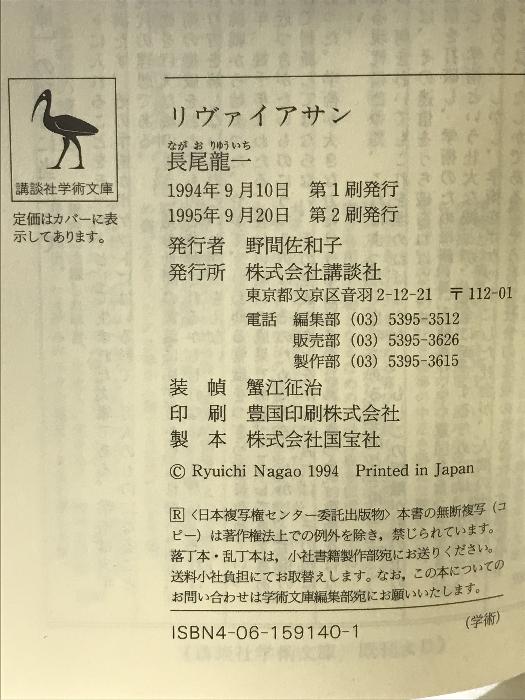 リヴァイアサン
ながおりゅういち
長尾龍一
1994年9月10日 第1刷発行
1995年9月20日 第2刷発行
講談社学術文庫
定価はカバーに表
示してあります。
発行者 野間佐和子
発行所 株式会社講談社
東京都文京区音羽2-12-21 〒112-01
電話 編集部 (03) 5395-3512
販売部 (03) 5395-3626
製作部 (03) 5395-3615
装 幀 蟹江征治
印 刷 豊国印刷株式会社
製 本 株式会社国宝社
© Ryuichi Nagao 1994 Printed in Japan
R〈日本複写権センター委託出版物〉本書の無断複写(コ
ピー)は著作権法上での例外を除き,禁じられています。
落丁本・乱丁本は,小社書籍製作部宛にお送りください。
送料小社負担にてお取替えします。なお,この本についての
お問い合わせは学術文庫編集部宛にお願いいたします。
ISBN4-06-159140-1
(学術)